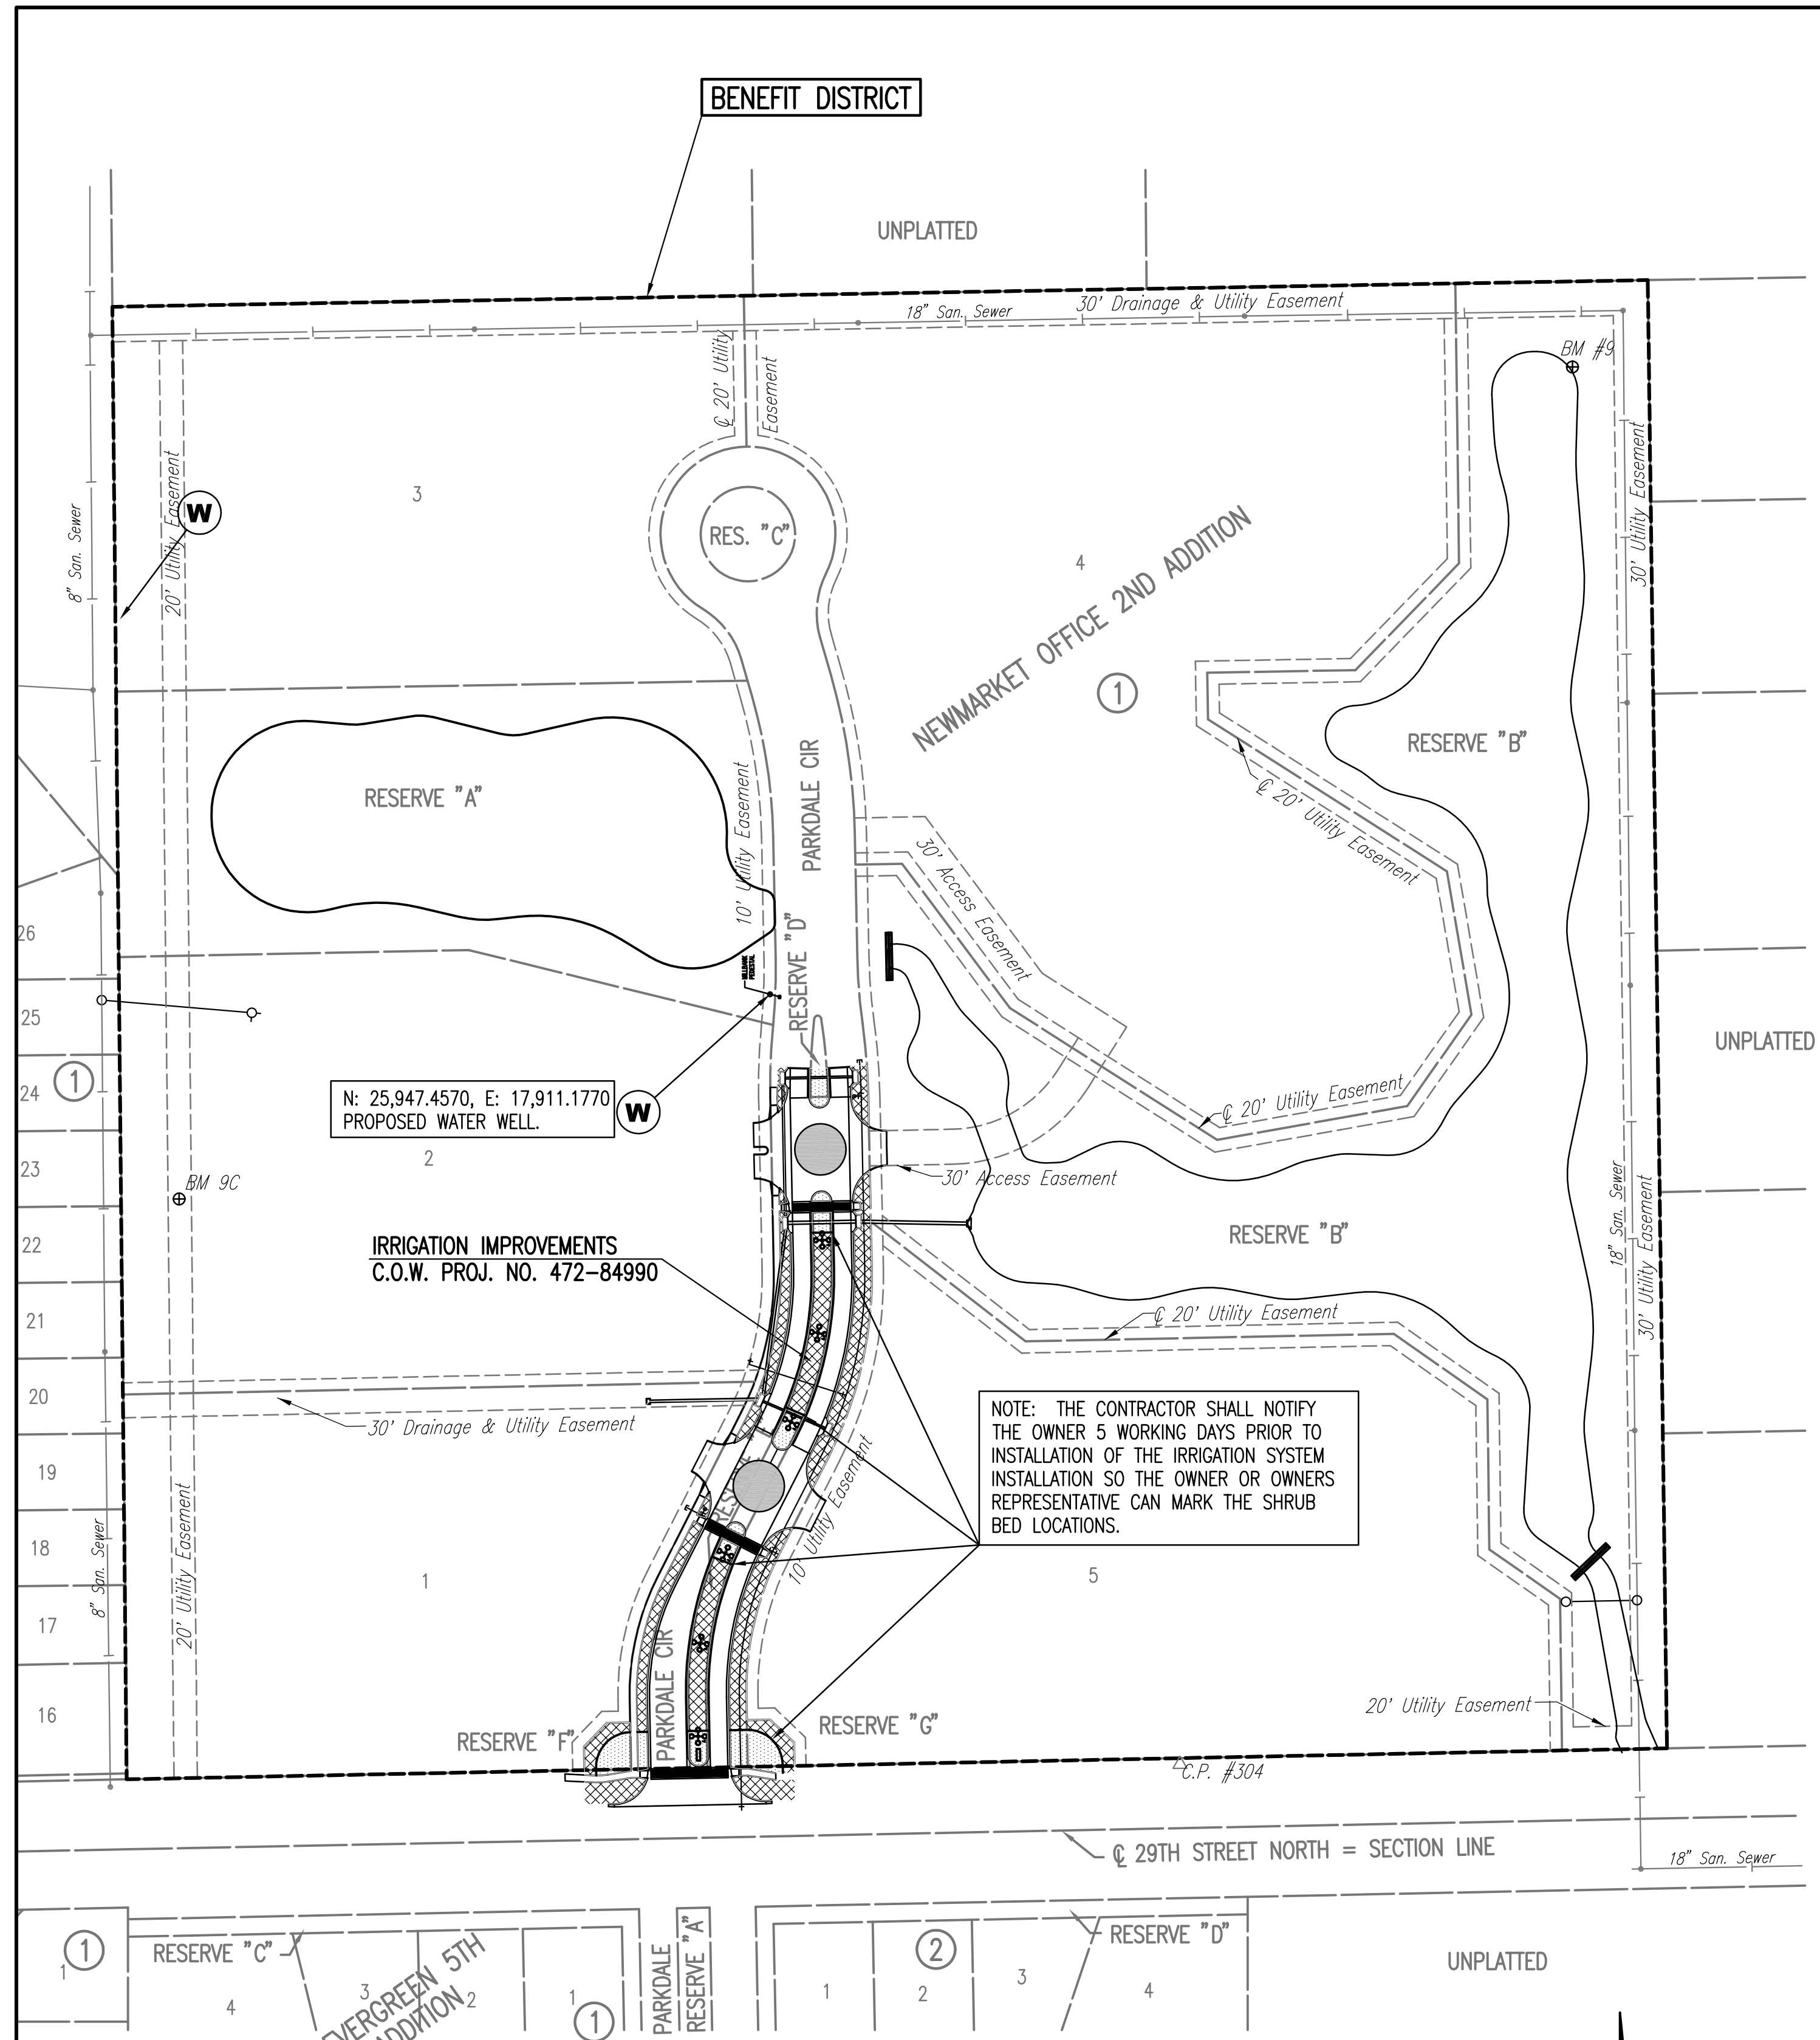 BENEFIT DISTRICT
UNPLATTED
18" San. Sewer
30' Drainage & Utility Easement
BM #9
℄ 20' Utility
Easement
20' Utility Easement
W
3
RES. "C"
4
30' Utility Easement
8" San. Sewer
NEWMARKET OFFICE 2ND ADDITION
1
RESERVE "B"
RESERVE "A"
PARKDALE CIR
10' Utility Easement
℄ 20' Utility Easement
30' Access Easement
26
RESERVE "D"
MILLBANK
PEDESTAL
25
UNPLATTED
24
1
N: 25,947.4570, E: 17,911.1770
PROPOSED WATER WELL.
W
℄ 20' Utility Easement
2
23
BM 9C
30' Access Easement
18" San. Sewer
30' Utility Easement
22
IRRIGATION IMPROVEMENTS
C.O.W. PROJ. NO. 472-84990
RESERVE "B"
21
℄ 20' Utility Easement
20
30' Drainage & Utility Easement
NOTE: THE CONTRACTOR SHALL NOTIFY
THE OWNER 5 WORKING DAYS PRIOR TO
INSTALLATION OF THE IRRIGATION SYSTEM
INSTALLATION SO THE OWNER OR OWNERS
REPRESENTATIVE CAN MARK THE SHRUB
BED LOCATIONS.
19
10' Utility Easement
18
8" San. Sewer
20' Utility Easement
1
5
17
PARKDALE CIR
16
RESERVE "F"
RESERVE "G"
20' Utility Easement
C.P. #304
℄ 29TH STREET NORTH = SECTION LINE
18" San. Sewer
1
1
RESERVE "C"
3
4
2
1
1
EVERGREEN 5TH
ADDITION
PARKDALE
RESERVE "A"
2
RESERVE "D"
1
2
3
4
UNPLATTED